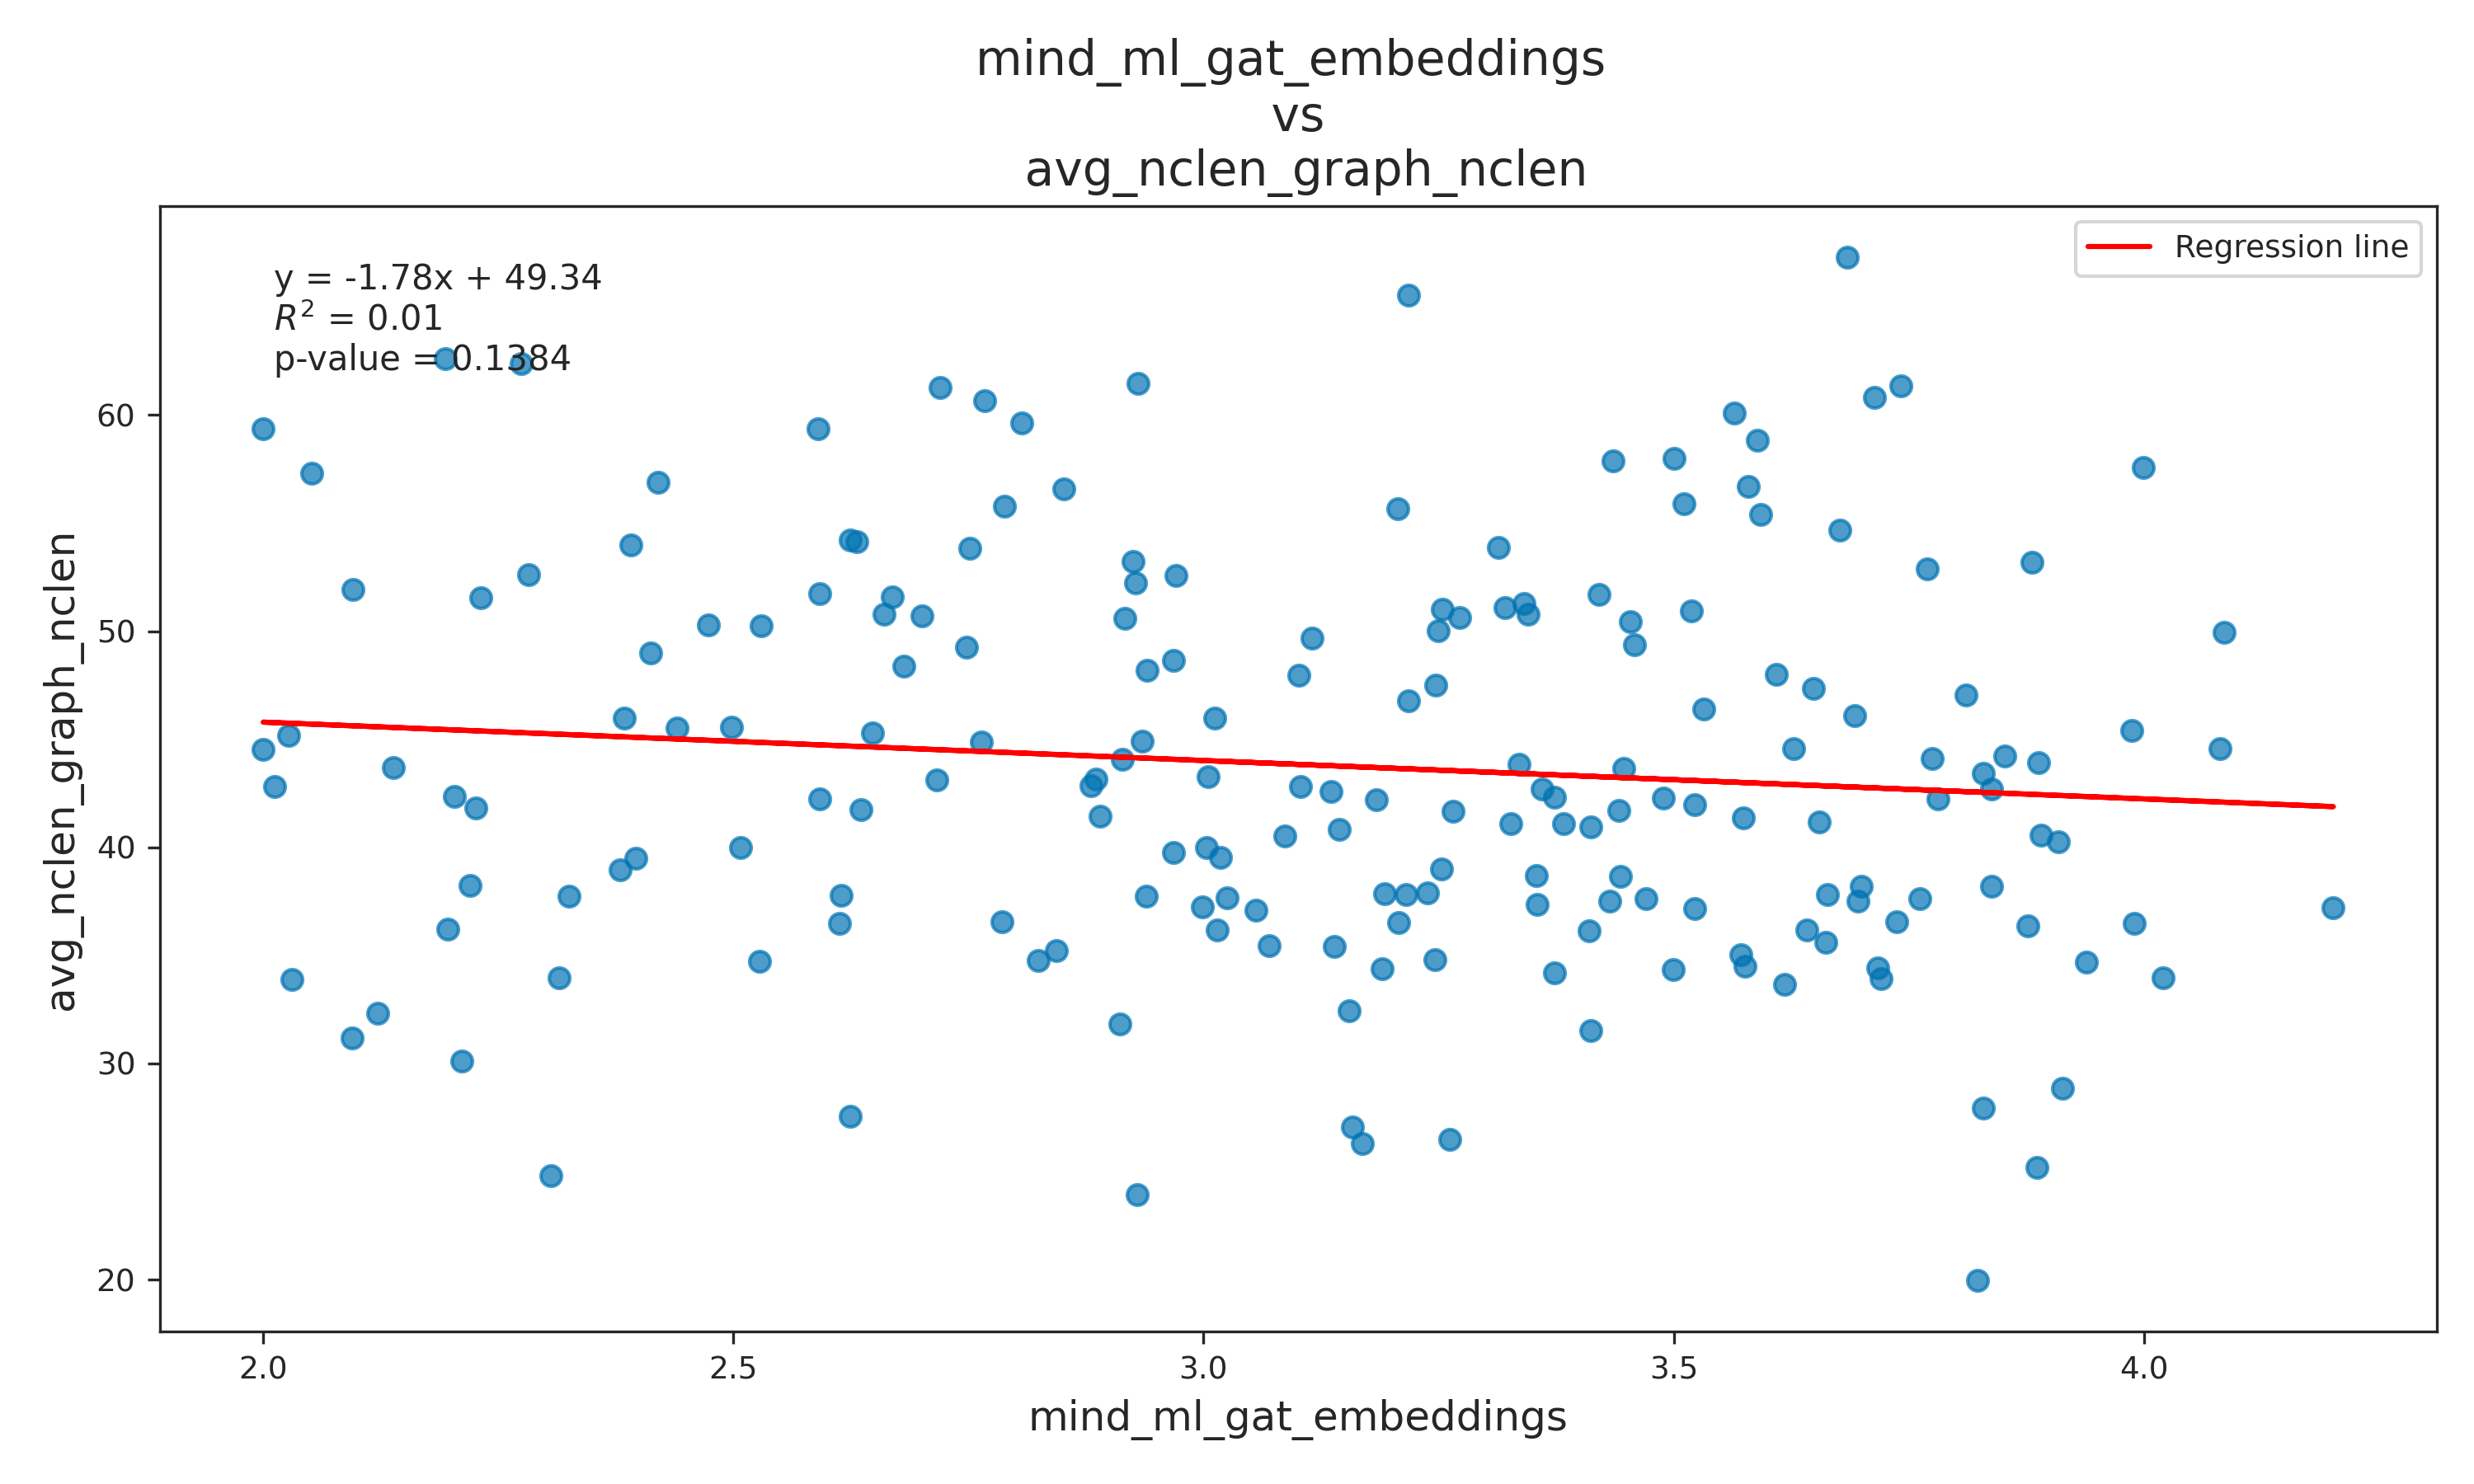 mind_ml_gat_embeddings
vs
avg_nclen_graph_nclen
y = -1.78x + 49.34
R² = 0.01
p-value = 0.1384
Regression line
avg_nclen_graph_nclen
60
50
40
30
20
2.0 2.5 3.0 3.5 4.0
mind_ml_gat_embeddings